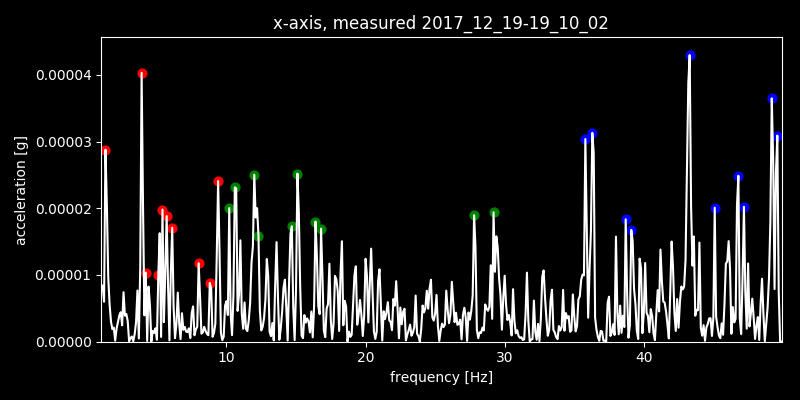 x-axis, measured 2017_12_19-19_10_02
acceleration [g]
0.00004
0.00003
0.00002
0.00001
0.00000
10 20 30 40
frequency [Hz]